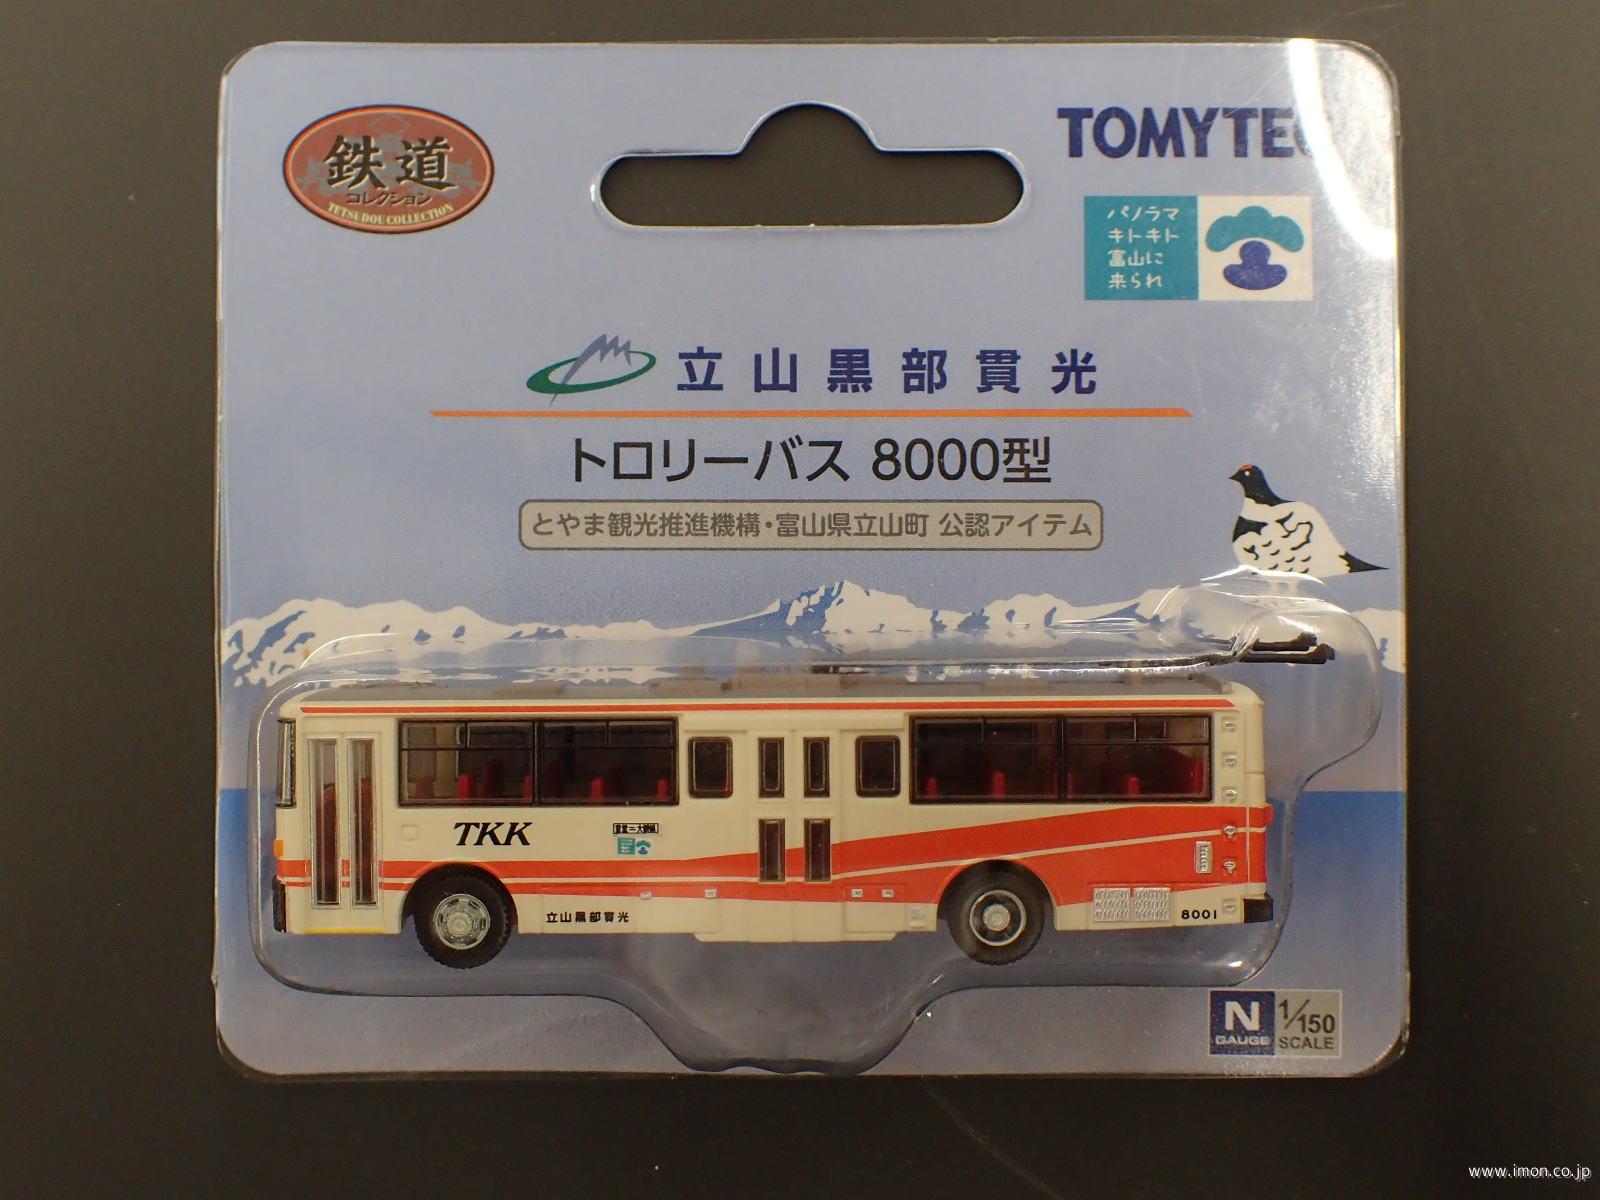 鉄道
コレクション
TETSUDOU COLLECTION
TOMYTEC
パノラマ
キトキト
富山に
来られ
立山黒部貫光
トロリーバス 8000型
とやま観光推進機構・富山県立山町 公認アイテム
TKK
立山黒部貫光
8001
N
GAUGE
1/150
SCALE
www.imon.co.jp